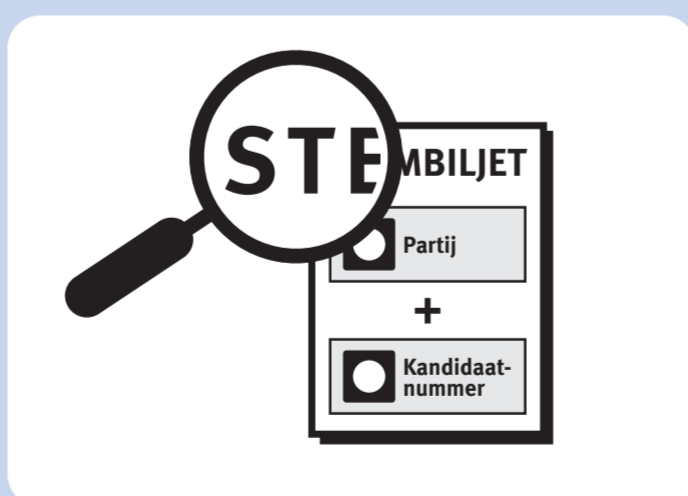 STEMBILJET
Partij
+
Kandidaat-
nummer